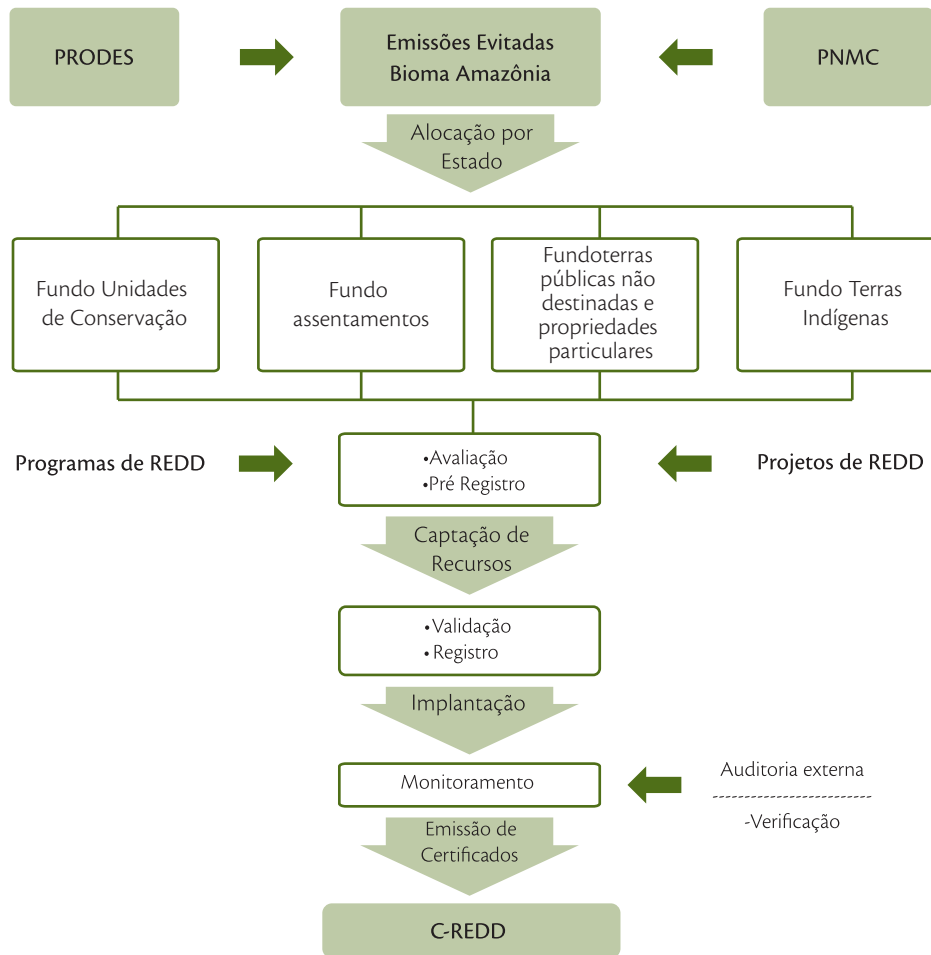 PRODES
Emissões Evitadas
Bioma Amazônia
PNMC
Alocação por
Estado
Fundo Unidades
de Conservação
Fundo
assentamentos
Fundoterras
públicas não
destinadas e
propriedades
particulares
Fundo Terras
Indígenas
Programas de REDD
•Avaliação
•Pré Registro
Projetos de REDD
Captação de
Recursos
•Validação
•Registro
Implantação
Monitoramento
Auditoria externa
-------------------------
-Verificação
Emissão de
Certificados
C-REDD